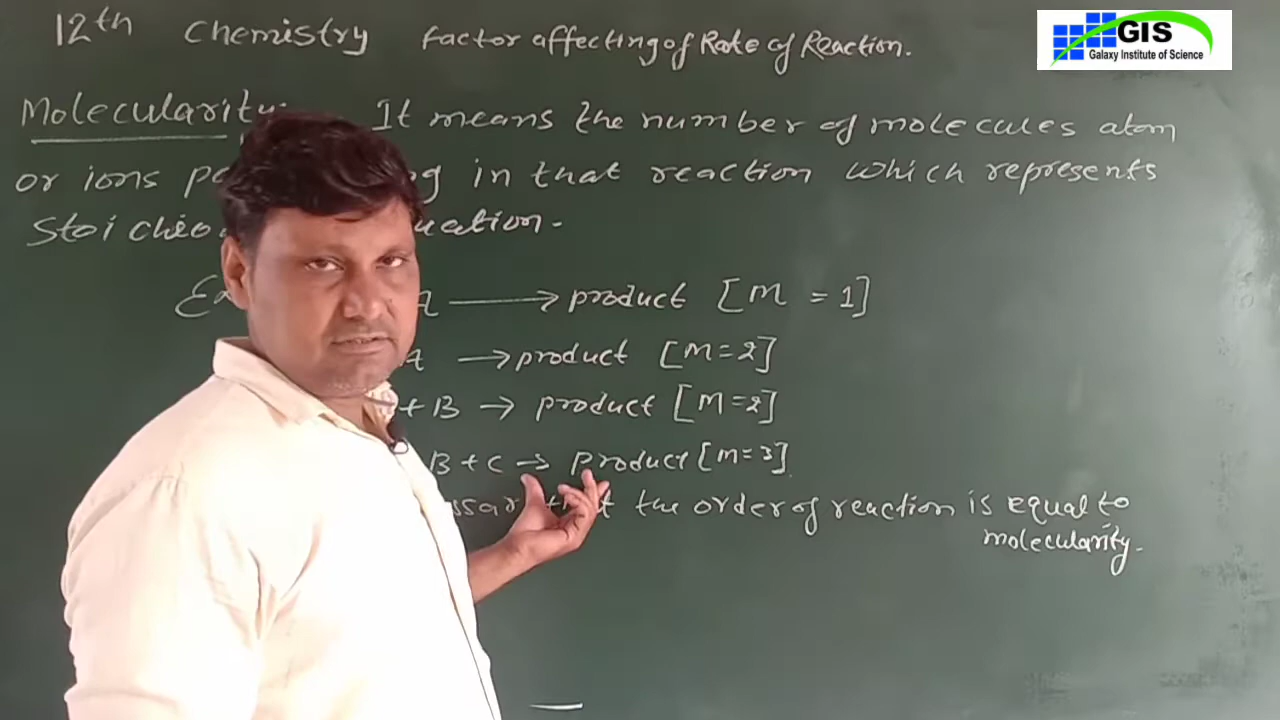 12th Chemistry factor affecting of Rate of Reaction.
GIS
Galaxy Institute of Science
Molecularity: It means the number of molecules atom
or ions in that reaction which represents
Stoichio
A → product [M = 1]
A → product [M=2]
+ B → product [M=2]
B + C → product [m=3]
the order of reaction is equal to
molecularity.